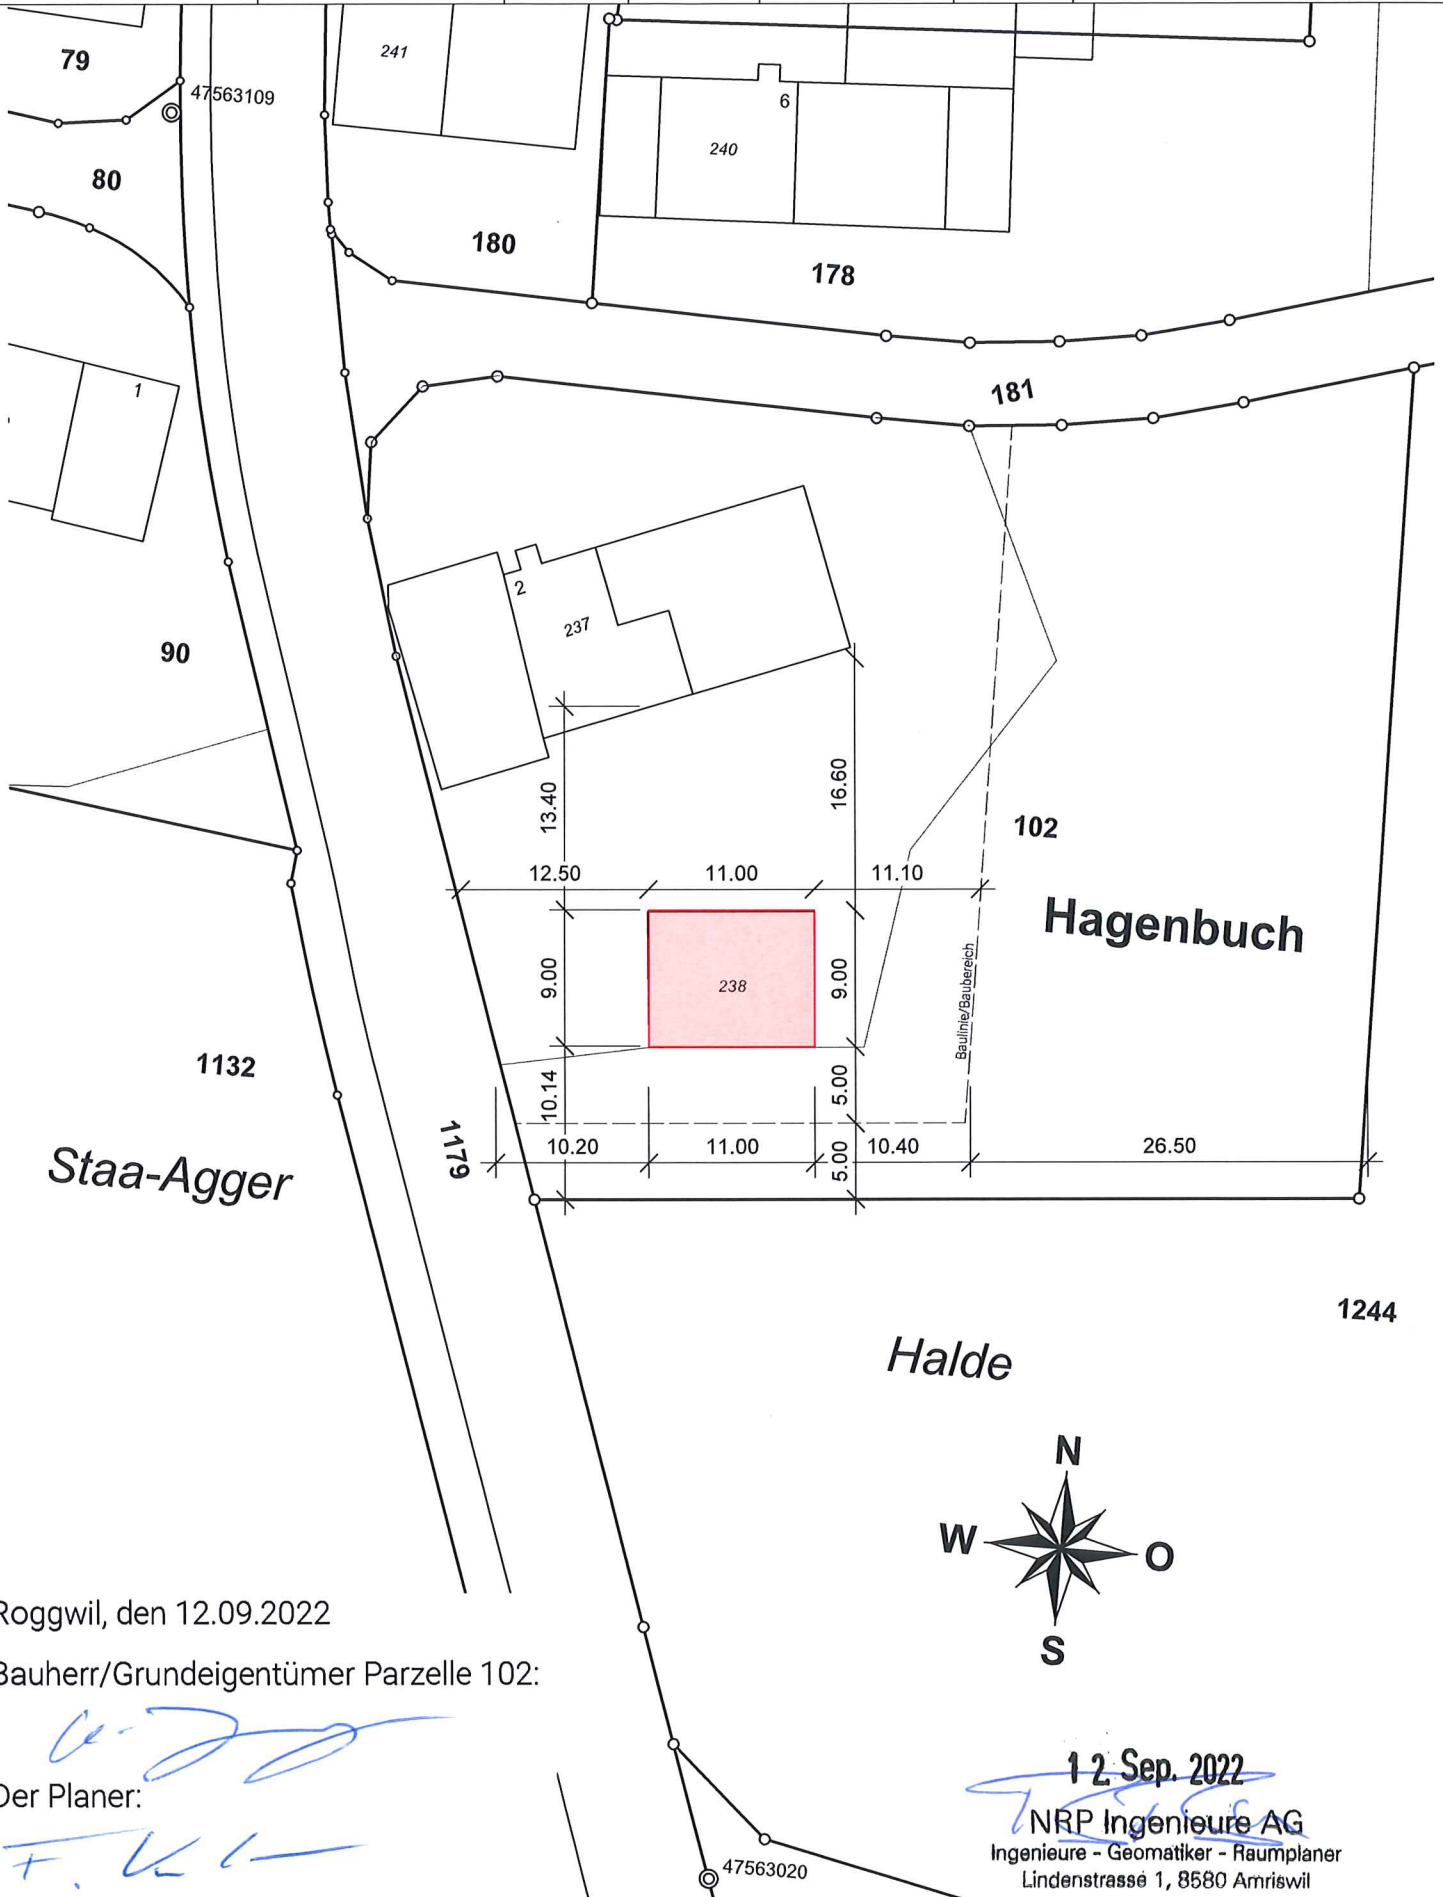 79
241
47563109
6
240
80
180
178
1
181
2
237
90
13.40
16.60
102
12.50
11.00
11.10
Hagenbuch
9.00
238
9.00
Baulinie/Baubereich
1132
10.14
5.00
1179
10.20
11.00
10.40
26.50
5.00
Staa-Agger
1244
Halde
N
W
O
S
Roggwil, den 12.09.2022
Bauherr/Grundeigentümer Parzelle 102:
Der Planer:
12. Sep. 2022
NRP Ingenieure AG
Ingenieure - Geomatiker - Raumplaner
Lindenstrasse 1, 8580 Amriswil
47563020